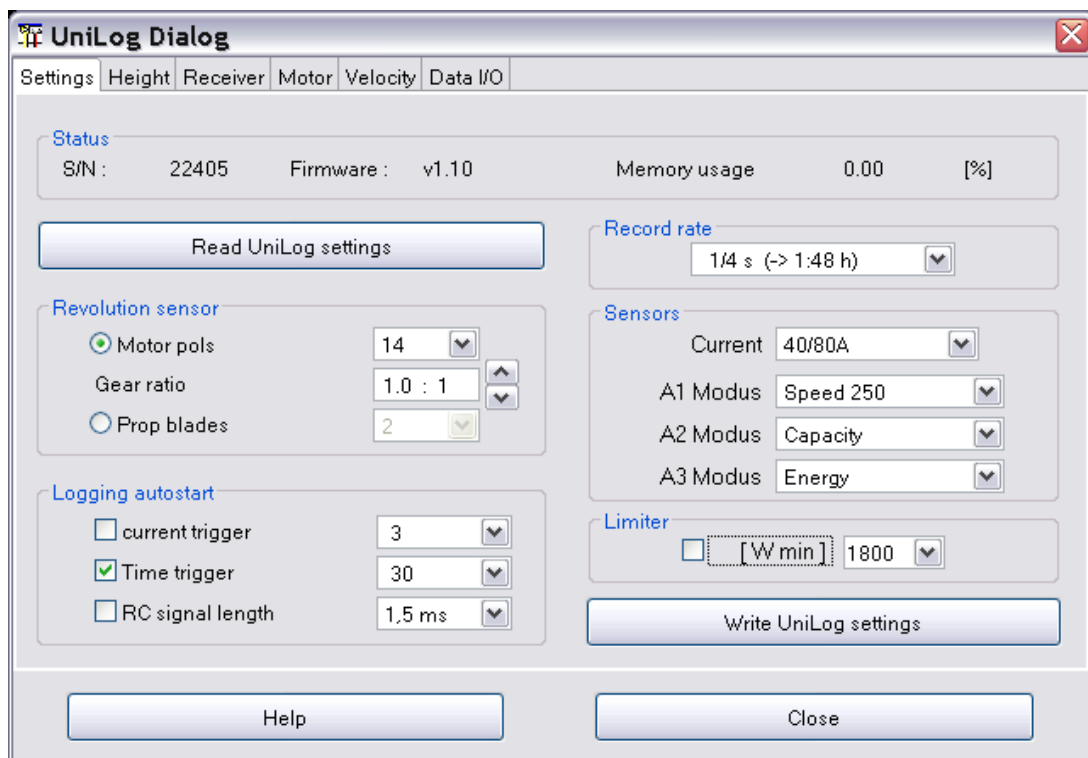 UniLog Dialog
Settings Height Receiver Motor Velocity Data I/O
Status
S/N : 22405 Firmware : v1.10 Memory usage 0.00 [%]
Read UniLog settings
Record rate
1/4 s (-> 1:48 h)
Revolution sensor
Motor pols 14
Gear ratio 1.0 : 1
Prop blades 2
Sensors
Current 40/80A
A1 Modus Speed 250
A2 Modus Capacity
A3 Modus Energy
Logging autostart
current trigger 3
Time trigger 30
RC signal length 1,5 ms
Limiter
[ W min ] 1800
Write UniLog settings
Help Close